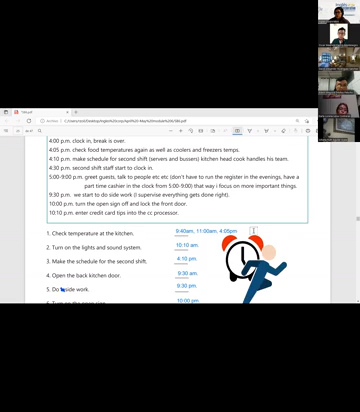 4:00 p.m. clock in, break is over.
4:05 p.m. check food temperatures again as well as coolers and freezers temps.
4:10 p.m. make schedule for second shift (servers and bussers) kitchen head cook handles his team.
4:30 p.m. second shift staff start to clock in.
5:00-9:00 p.m. greet guests, talk to people etc etc (don't have to run the register in the evenings, have a
part time cashier in the clock from 5:00-9:00) that way i focus on more important things.
9:30 p.m. we start to do side work (I supervise everything gets done right).
10:00 p.m. turn the open sign off and lock the front door.
10:10 p.m. enter credit card tips into the cc processor.
1. Check temperature at the kitchen.
9:40am, 11:00am. 4:05pm
2. Turn on the lights and sound system.
10:10 am.
3. Make the schedule for the second shift.
4:10 pm.
4. Open the back kitchen door.
9:30 am
5. Do side work.
9:30 pm.
10:00 pm